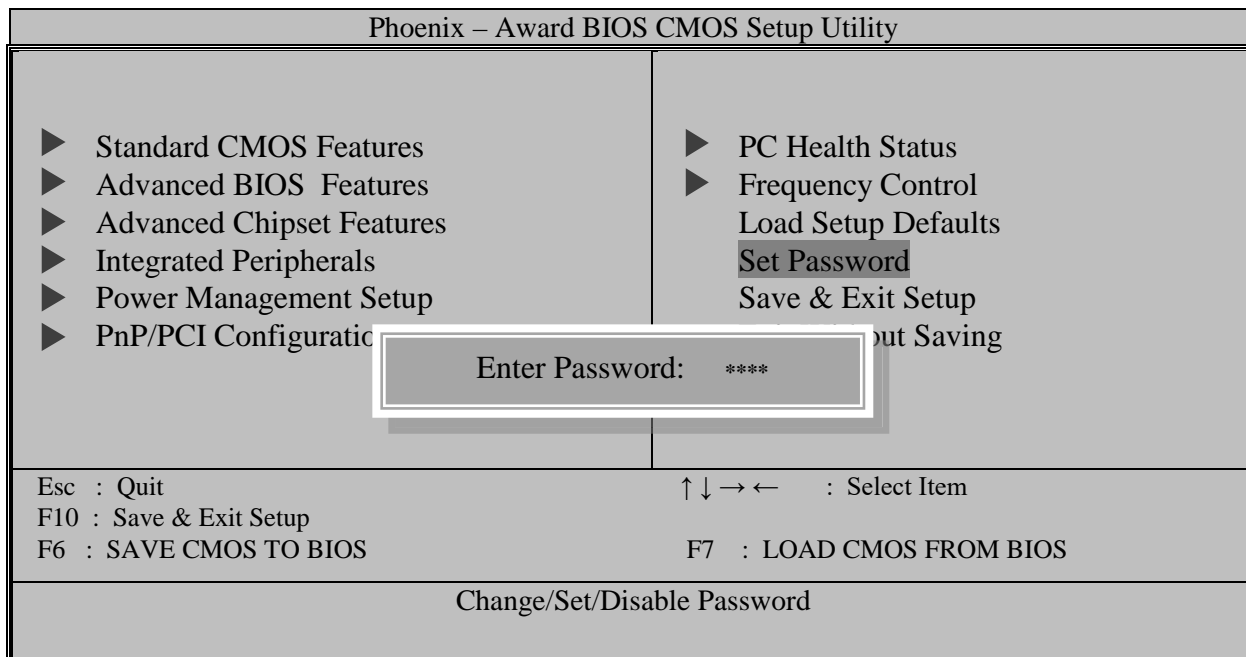 Phoenix – Award BIOS CMOS Setup Utility
Standard CMOS Features
Advanced BIOS Features
Advanced Chipset Features
Integrated Peripherals
Power Management Setup
PnP/PCI Configuratio
PC Health Status
Frequency Control
Load Setup Defaults
Set Password
Save & Exit Setup
out Saving
Enter Password: ****
Esc : Quit
↑ ↓ → ← : Select Item
F10 : Save & Exit Setup
F6 : SAVE CMOS TO BIOS
F7 : LOAD CMOS FROM BIOS
Change/Set/Disable Password